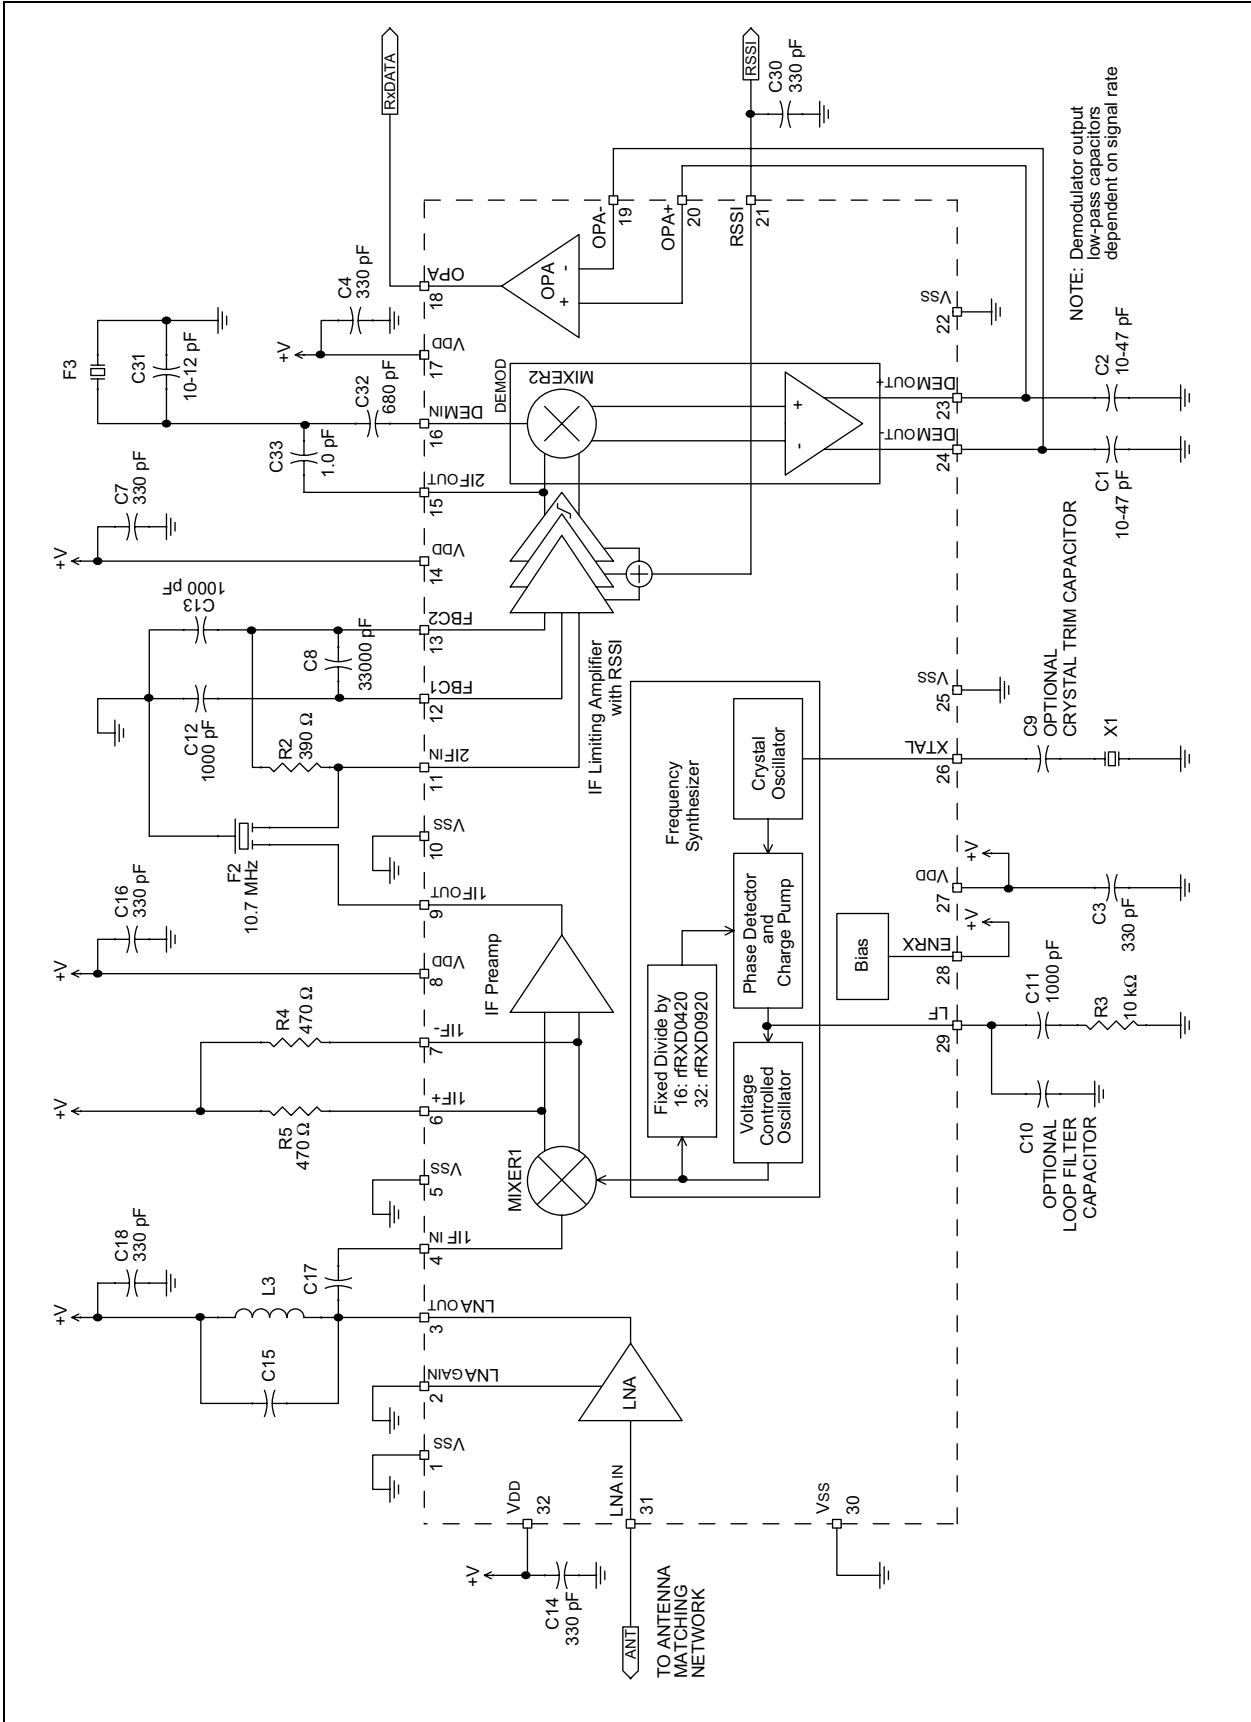 +V
C18
330 pF
L3
C15
C17
+V
R5
470 Ω
R4
470 Ω
+V
C16
330 pF
F2
10.7 MHz
R2
390 Ω
C12
1000 pF
C13
1000 pF
C8
33000 pF
+V
C7
330 pF
C33
1.0 pF
F3
C31
10-12 pF
C32
680 pF
+V
C4
330 pF
RxDATA
1
VSS
2
LNAGAIN
3
LNAOUT
4
1IFIN
5
VSS
6
1IF+
7
1IF-
8
VDD
9
1IFOUT
10
VSS
11
2IFIN
12
FBC1
13
FBC2
14
VDD
15
2IFOUT
16
DEMIN
17
VDD
18
OPA
+V
VDD
32
C14
330 pF
ANT
TO ANTENNA
MATCHING
NETWORK
LNAIN
31
VSS
30
LNA
MIXER1
IF Preamp
IF Limiting Amplifier
with RSSI
DEMOD
MIXER2
+
-
OPA
+
-
OPA-
19
OPA+
20
RSSI
21
RSSI
C30
330 pF
Frequency
Synthesizer
Fixed Divide by
16: rfRXD0420
32: rfRXD0920
Voltage
Controlled
Oscillator
Phase Detector
and
Charge Pump
Crystal
Oscillator
Bias
LF
29
ENRX
28
+V
VDD
27
+V
XTAL
26
VSS
25
DEMOUT-
24
DEMOUT+
23
VSS
22
C10
OPTIONAL
LOOP FILTER
CAPACITOR
C11
1000 pF
R3
10 kΩ
C3
330 pF
C9
OPTIONAL
CRYSTAL TRIM CAPACITOR
X1
C1
10-47 pF
C2
10-47 pF
NOTE: Demodulator output
low-pass capacitors
dependent on signal rate